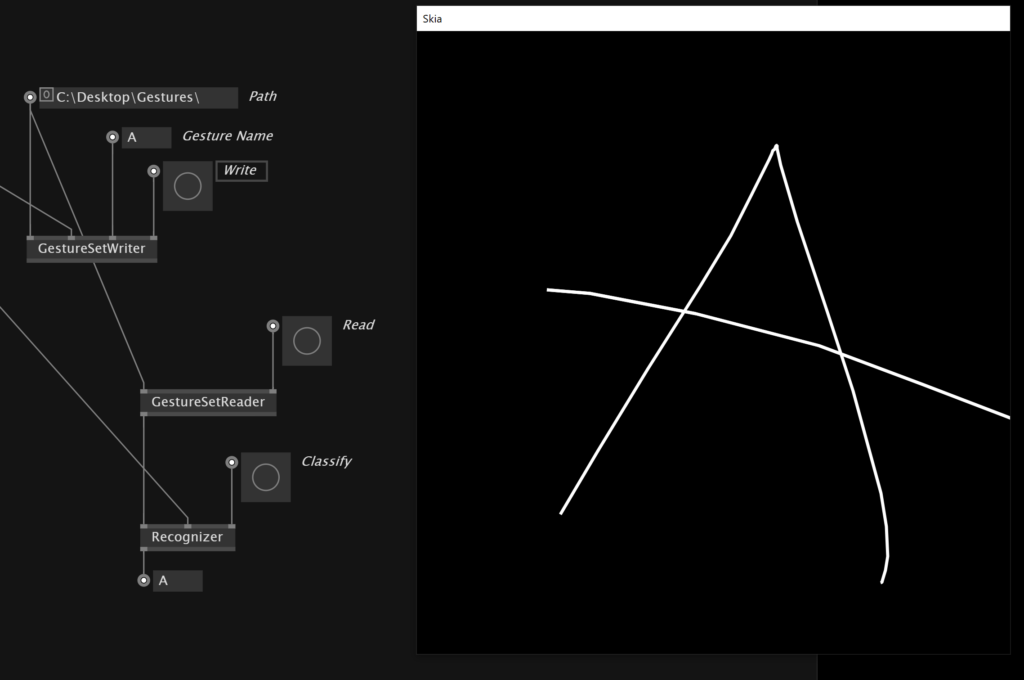 Skia
0 C:\Desktop\Gestures\ Path
A Gesture Name
Write
GestureSetWriter
Read
GestureSetReader
Classify
Recognizer
A
A